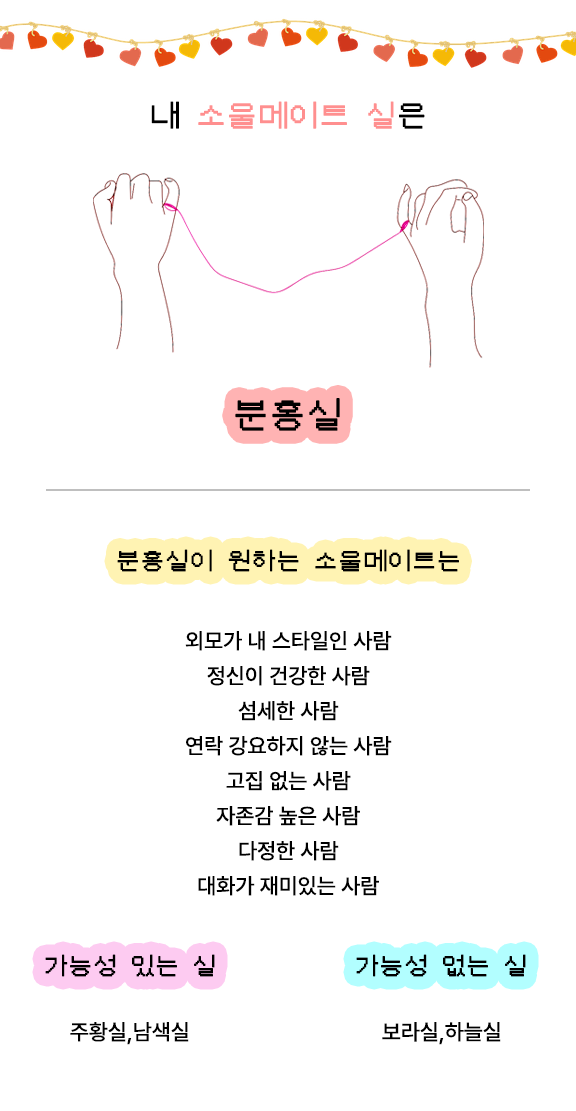 내 소울메이트 실은
분홍실
분홍실이 원하는 소울메이트는
외모가 내 스타일인 사람
정신이 건강한 사람
섬세한 사람
연락 강요하지 않는 사람
고집 없는 사람
자존감 높은 사람
다정한 사람
대화가 재미있는 사람
가능성 있는 실
주황실,남색실
가능성 없는 실
보라실,하늘실